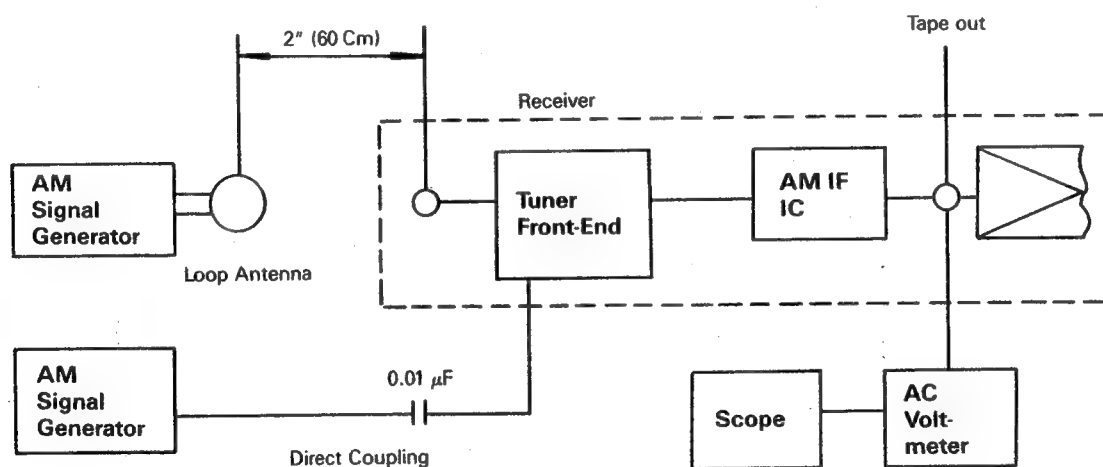 Tape out
2" (60 Cm)
Receiver
AM
Signal
Generator
Loop Antenna
Tuner
Front-End
AM IF
IC
AM
Signal
Generator
0.01 μF
Direct Coupling
Scope
AC
Volt-
meter